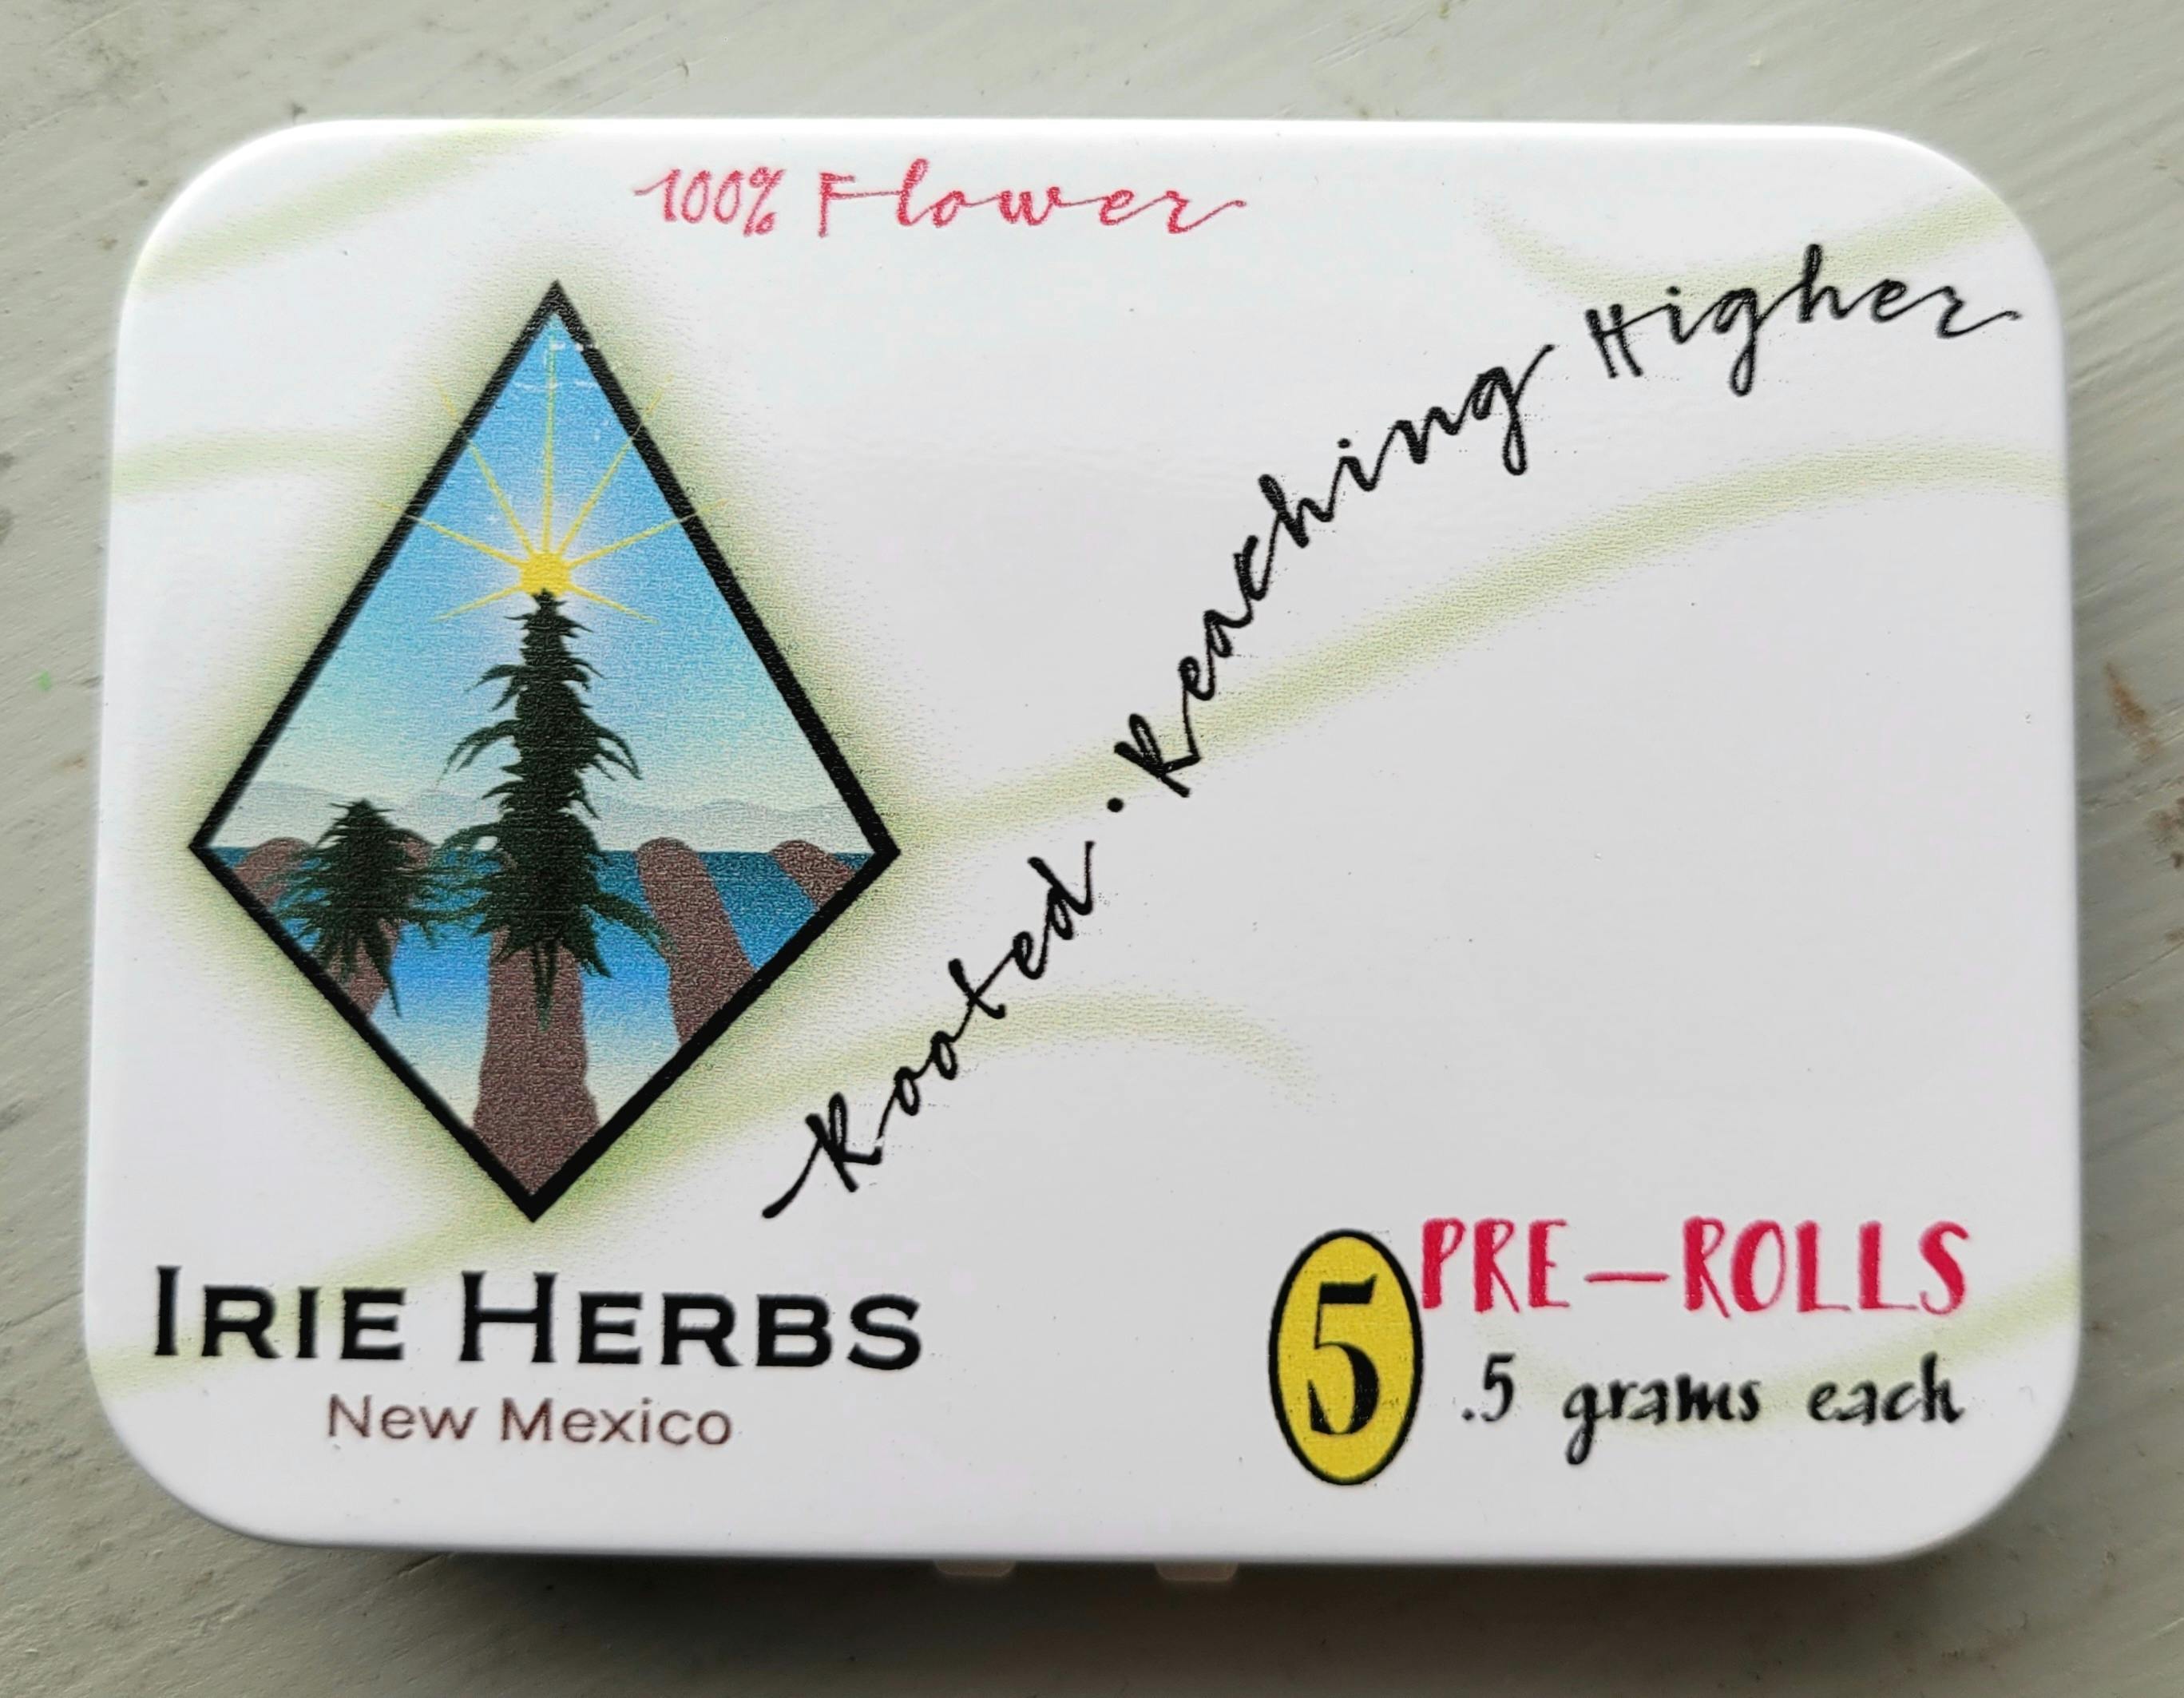 100% Flower
Rooted · Reaching Higher
IRIE HERBS
New Mexico
5 PRE-ROLLS
.5 grams each